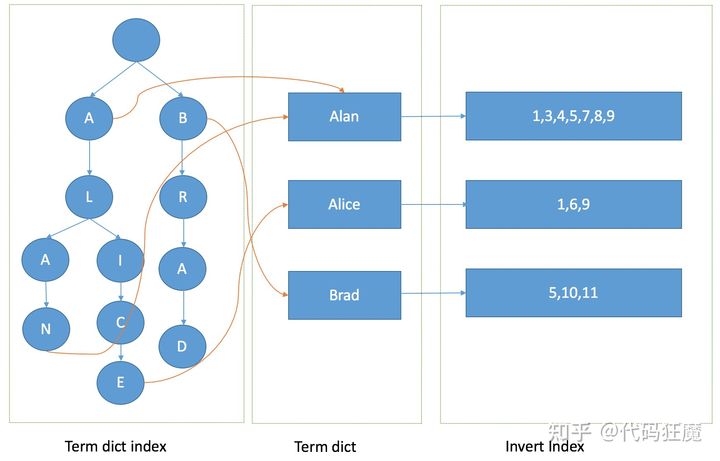 A
B
Alan
1,3,4,5,7,8,9
L
R
Alice
1,6,9
A
I
A
Brad
5,10,11
N
C
D
E
知乎 @代码狂魔
Term dict index
Term dict
Invert Index